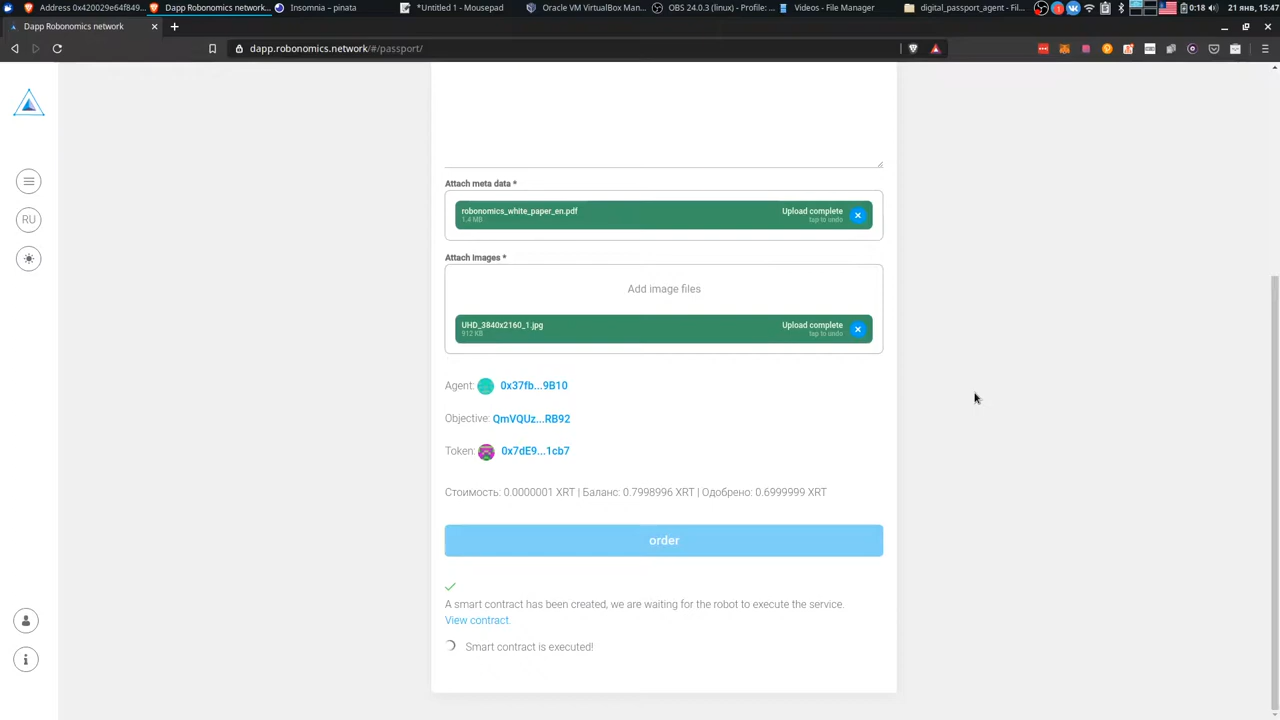 Address 0x420029e64f849...
Dapp Robonomics network...
Insomnia – pinata
*Untitled 1 - Mousepad
Oracle VM VirtualBox Man...
OBS 24.0.3 (linux) - Profile: ...
Videos - File Manager
digital_passport_agent - Fil...
0:18
21 янв, 15:47
Dapp Robonomics network
dapp.robonomics.network/#/passport/
RU
Attach meta data *
robonomics_white_paper_en.pdf
1.4 MB
Upload complete
tap to undo
Attach images *
Add image files
UHD_3840x2160_1.jpg
912 KB
Upload complete
tap to undo
Agent: 0x37fb...9B10
Objective: QmVQUz...RB92
Token: 0x7dE9...1cb7
Стоимость: 0.0000001 XRT | Баланс: 0.7998996 XRT | Одобрено: 0.6999999 XRT
order
A smart contract has been created, we are waiting for the robot to execute the service.
View contract.
Smart contract is executed!